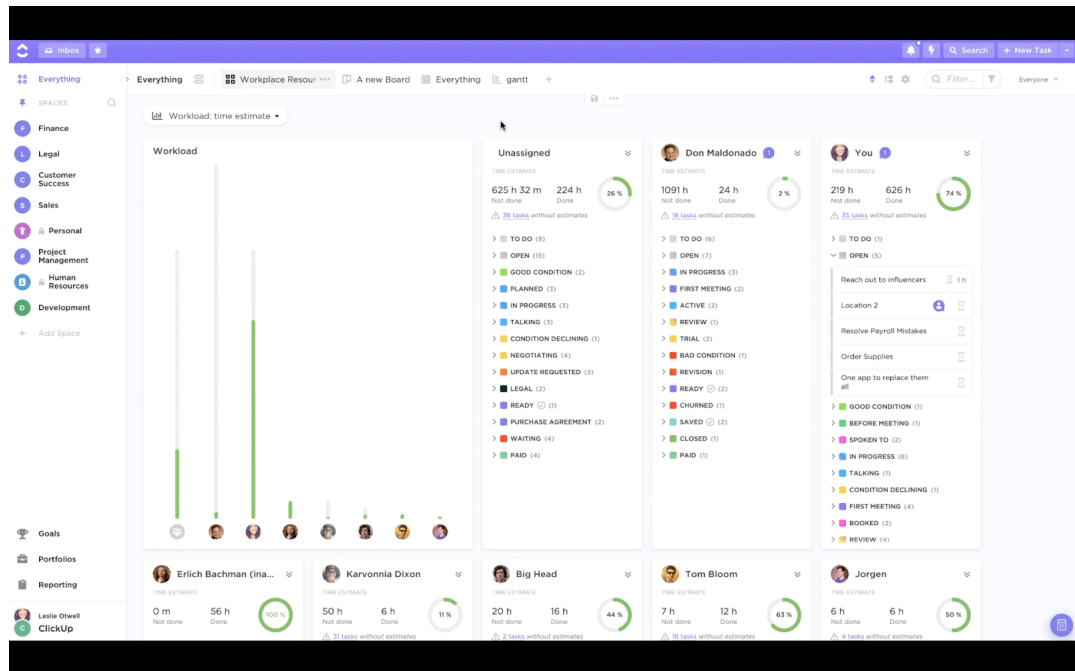 Inbox
Search
+ New Task
Everything
SPACES
F Finance
L Legal
C Customer
Success
S Sales
Personal
P Project
Management
Human
Resources
D Development
+ Add Space
Goals
Portfolios
Reporting
Leslie Otwell
C ClickUp
Everything
Workplace Resour ···
A new Board
Everything
gantt
+
Filter...
Everyone
Workload: time estimate
Workload
Unassigned
TIME ESTIMATE
625 h 32 m 224 h
Not done Done
26 %
36 tasks without estimates
TO DO (8)
OPEN (15)
GOOD CONDITION (2)
PLANNED (3)
IN PROGRESS (3)
TALKING (3)
CONDITION DECLINING (1)
NEGOTIATING (4)
UPDATE REQUESTED (3)
LEGAL (2)
READY (1)
PURCHASE AGREEMENT (2)
WAITING (4)
PAID (4)
Don Maldonado 1
TIME ESTIMATE
1091 h 24 h
Not done Done
2 %
18 tasks without estimates
TO DO (6)
OPEN (7)
IN PROGRESS (3)
FIRST MEETING (2)
ACTIVE (2)
REVIEW (1)
TRIAL (2)
BAD CONDITION (1)
REVISION (1)
READY (2)
CHURNED (1)
SAVED (2)
CLOSED (1)
PAID (1)
You 1
TIME ESTIMATE
219 h 626 h
Not done Done
74 %
35 tasks without estimates
TO DO (1)
OPEN (5)
Reach out to influencers 1 h
Location 2
Resolve Payroll Mistakes
Order Supplies
One app to replace them
all
GOOD CONDITION (1)
BEFORE MEETING (1)
SPOKEN TO (2)
IN PROGRESS (6)
TALKING (1)
CONDITION DECLINING (1)
FIRST MEETING (4)
BOOKED (2)
REVIEW (4)
Erlich Bachman (ina...
TIME ESTIMATE
0 m 56 h
Not done Done
100 %
Karvonnia Dixon
TIME ESTIMATE
50 h 6 h
Not done Done
11 %
31 tasks without estimates
Big Head
TIME ESTIMATE
20 h 16 h
Not done Done
44 %
2 tasks without estimates
Tom Bloom
TIME ESTIMATE
7 h 12 h
Not done Done
63 %
18 tasks without estimates
Jorgen
TIME ESTIMATE
6 h 6 h
Not done Done
50 %
4 tasks without estimates